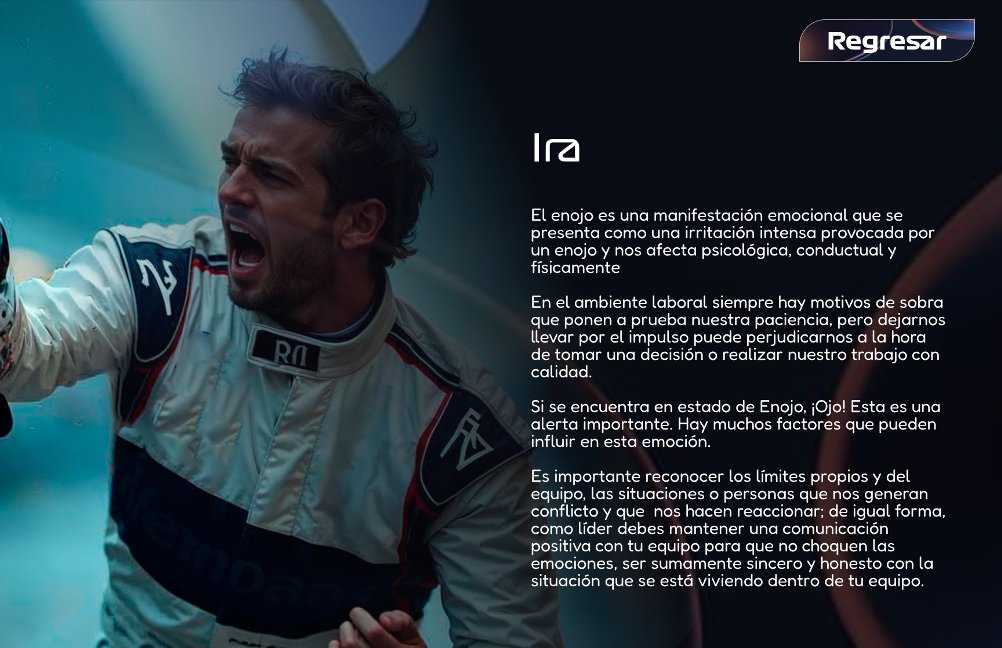 Regresar
Ira
El enojo es una manifestación emocional que se
presenta como una irritación intensa provocada por
un enojo y nos afecta psicológica, conductual y
físicamente
En el ambiente laboral siempre hay motivos de sobra
que ponen a prueba nuestra paciencia, pero dejarnos
llevar por el impulso puede perjudicarnos a la hora
de tomar una decisión o realizar nuestro trabajo con
calidad.
Si se encuentra en estado de Enojo, ¡Ojo! Esta es una
alerta importante. Hay muchos factores que pueden
influir en esta emoción.
Es importante reconocer los límites propios y del
equipo, las situaciones o personas que nos generan
conflicto y que  nos hacen reaccionar; de igual forma,
como líder debes mantener una comunicación
positiva con tu equipo para que no choquen las
emociones, ser sumamente sincero y honesto con la
situación que se está viviendo dentro de tu equipo.